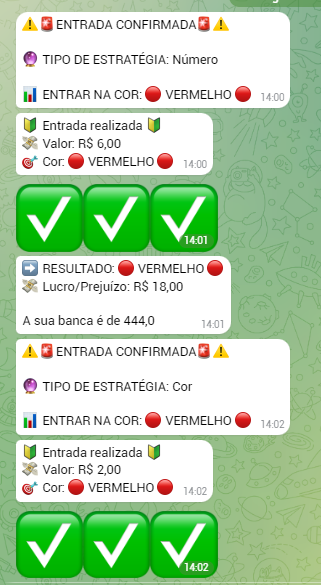 ⚠️🚨ENTRADA CONFIRMADA🚨⚠️
🔮 TIPO DE ESTRATÉGIA: Número
📊 ENTRAR NA COR: 🔴 VERMELHO 🔴 14:00
🔰 Entrada realizada 🔰
💸 Valor: R$ 6,00
🎯 Cor: 🔴 VERMELHO 🔴 14:00
✅✅✅
14:01
➡️ RESULTADO: 🔴 VERMELHO 🔴
💸 Lucro/Prejuízo: R$ 18,00
A sua banca é de 444,0 14:01
⚠️🚨ENTRADA CONFIRMADA🚨⚠️
🔮 TIPO DE ESTRATÉGIA: Cor
📊 ENTRAR NA COR: 🔴 VERMELHO 🔴 14:02
🔰 Entrada realizada 🔰
💸 Valor: R$ 2,00
🎯 Cor: 🔴 VERMELHO 🔴 14:02
✅✅✅
14:02